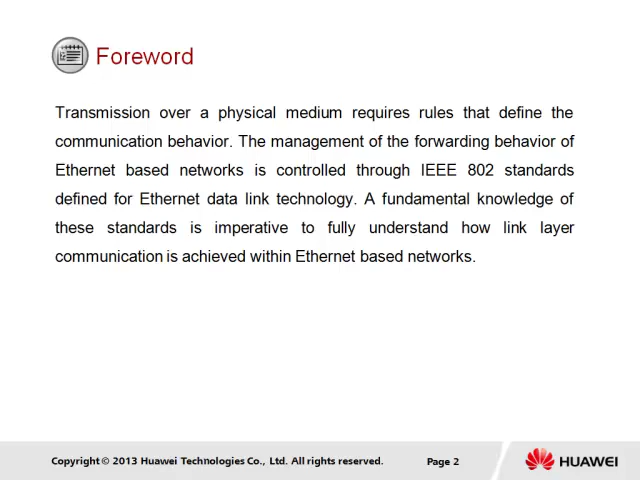 Foreword
Transmission over a physical medium requires rules that define the
communication behavior. The management of the forwarding behavior of
Ethernet based networks is controlled through IEEE 802 standards
defined for Ethernet data link technology. A fundamental knowledge of
these standards is imperative to fully understand how link layer
communication is achieved within Ethernet based networks.
Copyright © 2013 Huawei Technologies Co., Ltd. All rights reserved.
Page 2
HUAWEI